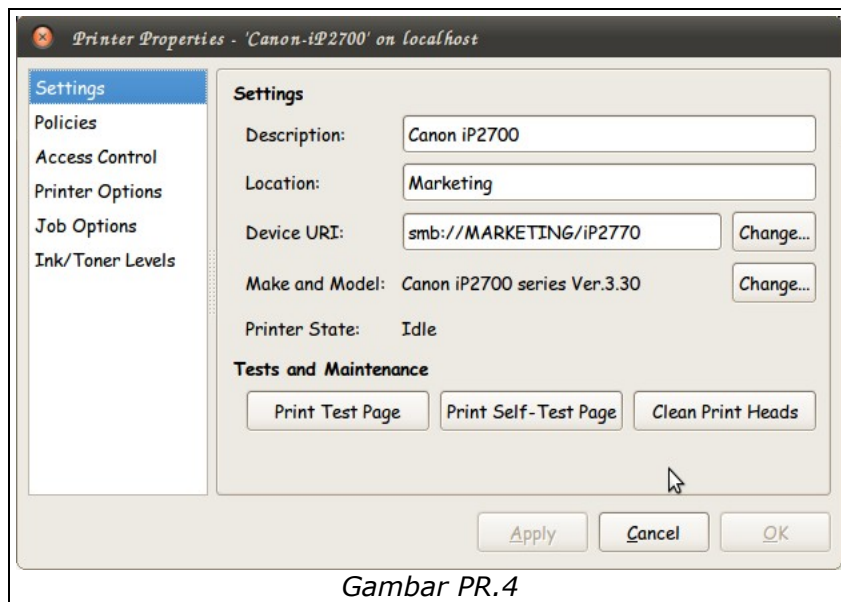 Printer Properties - 'Canon-iP2700' on localhost
Settings
Policies
Access Control
Printer Options
Job Options
Ink/Toner Levels
Settings
Description: Canon iP2700
Location: Marketing
Device URI: smb://MARKETING/iP2770 Change...
Make and Model: Canon iP2700 series Ver.3.30 Change...
Printer State: Idle
Tests and Maintenance
Print Test Page Print Self-Test Page Clean Print Heads
Apply Cancel OK
Gambar PR.4